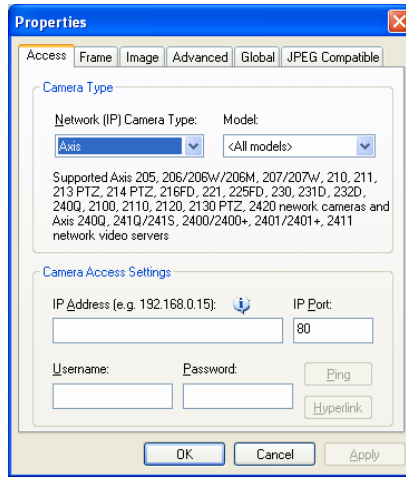 Properties
Access Frame Image Advanced Global JPEG Compatible
Camera Type
Network (IP) Camera Type: Model:
Axis <All models>
Supported Axis 205, 206/206W/206M, 207/207W, 210, 211,
213 PTZ, 214 PTZ, 216FD, 221, 225FD, 230, 231D, 232D,
240Q, 2100, 2110, 2120, 2130 PTZ, 2420 nework cameras and
Axis 240Q, 241Q/241S, 2400/2400+, 2401/2401+, 2411
network video servers
Camera Access Settings
IP Address (e.g. 192.168.0.15): IP Port:
80
Username: Password:
Ping
Hyperlink
OK Cancel Apply